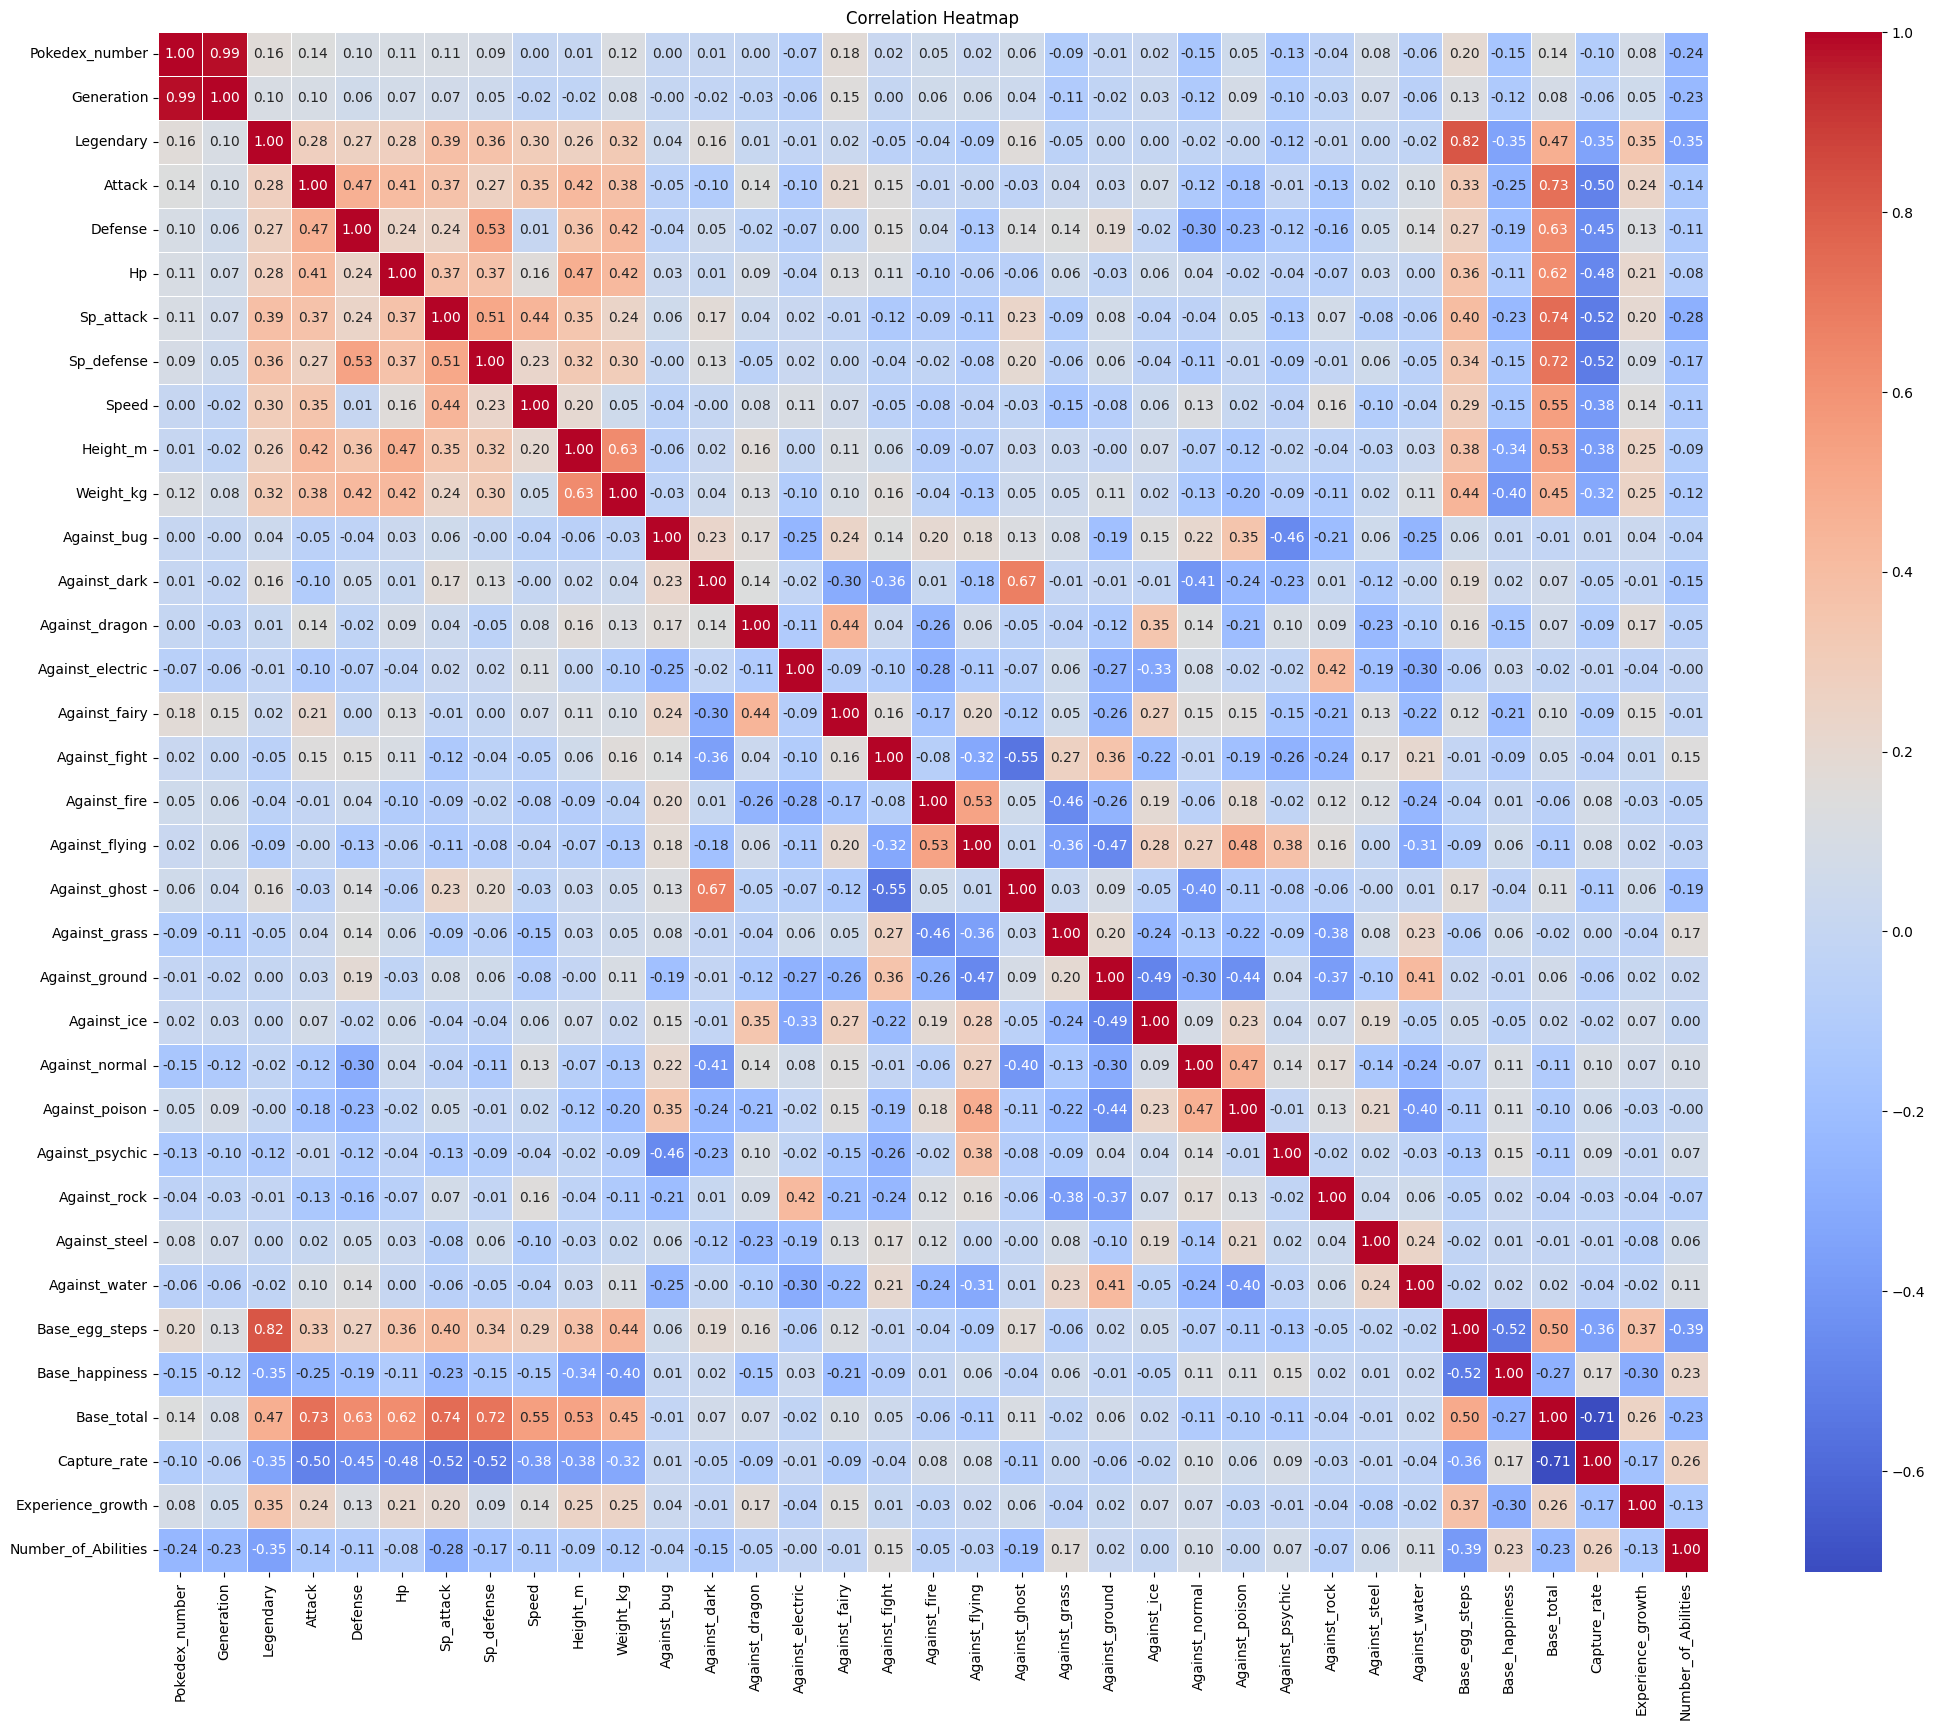 Correlation Heatmap
Pokedex_number 1.00 0.99 0.16 0.14 0.10 0.11 0.11 0.09 0.00 0.01 0.12 0.00 0.01 0.00 -0.07 0.18 0.02 0.05 0.02 0.06 -0.09 -0.01 0.02 -0.15 0.05 -0.13 -0.04 0.08 -0.06 0.20 -0.15 0.14 -0.10 0.08 -0.24
Generation 0.99 1.00 0.10 0.10 0.06 0.07 0.07 0.05 -0.02 -0.02 0.08 -0.00 -0.02 -0.03 -0.06 0.15 0.00 0.06 0.06 0.04 -0.11 -0.02 0.03 -0.12 0.09 -0.10 -0.03 0.07 -0.06 0.13 -0.12 0.08 -0.06 0.05 -0.23
Legendary 0.16 0.10 1.00 0.28 0.27 0.28 0.39 0.36 0.30 0.26 0.32 0.04 0.16 0.01 -0.01 0.02 -0.05 -0.04 -0.09 0.16 -0.05 0.00 0.00 -0.02 -0.00 -0.12 -0.01 0.00 -0.02 0.82 -0.35 0.47 -0.35 0.35 -0.35
Attack 0.14 0.10 0.28 1.00 0.47 0.41 0.37 0.27 0.35 0.42 0.38 -0.05 -0.10 0.14 -0.10 0.21 0.15 -0.01 -0.00 -0.03 0.04 0.03 0.07 -0.12 -0.18 -0.01 -0.13 0.02 0.10 0.33 -0.25 0.73 -0.50 0.24 -0.14
Defense 0.10 0.06 0.27 0.47 1.00 0.24 0.24 0.53 0.01 0.36 0.42 -0.04 0.05 -0.02 -0.07 0.00 0.15 0.04 -0.13 0.14 0.14 0.19 -0.02 -0.30 -0.23 -0.12 -0.16 0.05 0.14 0.27 -0.19 0.63 -0.45 0.13 -0.11
Hp 0.11 0.07 0.28 0.41 0.24 1.00 0.37 0.37 0.16 0.47 0.42 0.03 0.01 0.09 -0.04 0.13 0.11 -0.10 -0.06 -0.06 0.06 -0.03 0.06 0.04 -0.02 -0.04 -0.07 0.03 0.00 0.36 -0.11 0.62 -0.48 0.21 -0.08
Sp_attack 0.11 0.07 0.39 0.37 0.24 0.37 1.00 0.51 0.44 0.35 0.24 0.06 0.17 0.04 0.02 -0.01 -0.12 -0.09 -0.11 0.23 -0.09 0.08 -0.04 -0.04 0.05 -0.13 0.07 -0.08 -0.06 0.40 -0.23 0.74 -0.52 0.20 -0.28
Sp_defense 0.09 0.05 0.36 0.27 0.53 0.37 0.51 1.00 0.23 0.32 0.30 -0.00 0.13 -0.05 0.02 0.00 -0.04 -0.02 -0.08 0.20 -0.06 0.06 -0.04 -0.11 -0.01 -0.09 -0.01 0.06 -0.05 0.34 -0.15 0.72 -0.52 0.09 -0.17
Speed 0.00 -0.02 0.30 0.35 0.01 0.16 0.44 0.23 1.00 0.20 0.05 -0.04 -0.00 0.08 0.11 0.07 -0.05 -0.08 -0.04 -0.03 -0.15 -0.08 0.06 0.13 0.02 -0.04 0.16 -0.10 -0.04 0.29 -0.15 0.55 -0.38 0.14 -0.11
Height_m 0.01 -0.02 0.26 0.42 0.36 0.47 0.35 0.32 0.20 1.00 0.63 -0.06 0.02 0.16 0.00 0.11 0.06 -0.09 -0.07 0.03 0.03 -0.00 0.07 -0.07 -0.12 -0.02 -0.04 -0.03 0.03 0.38 -0.34 0.53 -0.38 0.25 -0.09
Weight_kg 0.12 0.08 0.32 0.38 0.42 0.42 0.24 0.30 0.05 0.63 1.00 -0.03 0.04 0.13 -0.10 0.10 0.16 -0.04 -0.13 0.05 0.05 0.11 0.02 -0.13 -0.20 -0.09 -0.11 0.02 0.11 0.44 -0.40 0.45 -0.32 0.25 -0.12
Against_bug 0.00 -0.00 0.04 -0.05 -0.04 0.03 0.06 -0.00 -0.04 -0.06 -0.03 1.00 0.23 0.17 -0.25 0.24 0.14 0.20 0.18 0.13 0.08 -0.19 0.15 0.22 0.35 -0.46 -0.21 0.06 -0.25 0.06 0.01 -0.01 0.01 0.04 -0.04
Against_dark 0.01 -0.02 0.16 -0.10 0.05 0.01 0.17 0.13 -0.00 0.02 0.04 0.23 1.00 0.14 -0.02 -0.30 -0.36 0.01 -0.18 0.67 -0.01 -0.01 -0.01 -0.41 -0.24 -0.23 0.01 -0.12 -0.00 0.19 0.02 0.07 -0.05 -0.01 -0.15
Against_dragon 0.00 -0.03 0.01 0.14 -0.02 0.09 0.04 -0.05 0.08 0.16 0.13 0.17 0.14 1.00 -0.11 0.44 0.04 -0.26 0.06 -0.05 -0.04 -0.12 0.35 0.14 -0.21 0.10 0.09 -0.23 -0.10 0.16 -0.15 0.07 -0.09 0.17 -0.05
Against_electric -0.07 -0.06 -0.01 -0.10 -0.07 -0.04 0.02 0.02 0.11 0.00 -0.10 -0.25 -0.02 -0.11 1.00 -0.09 -0.10 -0.28 -0.11 -0.07 0.06 -0.27 -0.33 0.08 -0.02 -0.02 0.42 -0.19 -0.30 -0.06 0.03 -0.02 -0.01 -0.04 -0.00
Against_fairy 0.18 0.15 0.02 0.21 0.00 0.13 -0.01 0.00 0.07 0.11 0.10 0.24 -0.30 0.44 -0.09 1.00 0.16 -0.17 0.20 -0.12 0.05 -0.26 0.27 0.15 0.15 -0.15 -0.21 0.13 -0.22 0.12 -0.21 0.10 -0.09 0.15 -0.01
Against_fight 0.02 0.00 -0.05 0.15 0.15 0.11 -0.12 -0.04 -0.05 0.06 0.16 0.14 -0.36 0.04 -0.10 0.16 1.00 -0.08 -0.32 -0.55 0.27 0.36 -0.22 -0.01 -0.19 -0.26 -0.24 0.17 0.21 -0.01 -0.09 0.05 -0.04 0.01 0.15
Against_fire 0.05 0.06 -0.04 -0.01 0.04 -0.10 -0.09 -0.02 -0.08 -0.09 -0.04 0.20 0.01 -0.26 -0.28 -0.17 -0.08 1.00 0.53 0.05 -0.46 -0.26 0.19 -0.06 0.18 -0.02 0.12 0.12 -0.24 -0.04 0.01 -0.06 0.08 -0.03 -0.05
Against_flying 0.02 0.06 -0.09 -0.00 -0.13 -0.06 -0.11 -0.08 -0.04 -0.07 -0.13 0.18 -0.18 0.06 -0.11 0.20 -0.32 0.53 1.00 0.01 -0.36 -0.47 0.28 0.27 0.48 0.38 0.16 0.00 -0.31 -0.09 0.06 -0.11 0.08 0.02 -0.03
Against_ghost 0.06 0.04 0.16 -0.03 0.14 -0.06 0.23 0.20 -0.03 0.03 0.05 0.13 0.67 -0.05 -0.07 -0.12 -0.55 0.05 0.01 1.00 0.03 0.09 -0.05 -0.40 -0.11 -0.08 -0.06 -0.00 0.01 0.17 -0.04 0.11 -0.11 0.06 -0.19
Against_grass -0.09 -0.11 -0.05 0.04 0.14 0.06 -0.09 -0.06 -0.15 0.03 0.05 0.08 -0.01 -0.04 0.06 0.05 0.27 -0.46 -0.36 0.03 1.00 0.20 -0.24 -0.13 -0.22 -0.09 -0.38 0.08 0.23 -0.06 0.06 -0.02 0.00 -0.04 0.17
Against_ground -0.01 -0.02 0.00 0.03 0.19 -0.03 0.08 0.06 -0.08 -0.00 0.11 -0.19 -0.01 -0.12 -0.27 -0.26 0.36 -0.26 -0.47 0.09 0.20 1.00 -0.49 -0.30 -0.44 0.04 -0.37 -0.10 0.41 0.02 -0.01 0.06 -0.06 0.02 0.02
Against_ice 0.02 0.03 0.00 0.07 -0.02 0.06 -0.04 -0.04 0.06 0.07 0.02 0.15 -0.01 0.35 -0.33 0.27 -0.22 0.19 0.28 -0.05 -0.24 -0.49 1.00 0.09 0.23 0.04 0.07 0.19 -0.05 0.05 -0.05 0.02 -0.02 0.07 0.00
Against_normal -0.15 -0.12 -0.02 -0.12 -0.30 0.04 -0.04 -0.11 0.13 -0.07 -0.13 0.22 -0.41 0.14 0.08 0.15 -0.01 -0.06 0.27 -0.40 -0.13 -0.30 0.09 1.00 0.47 0.14 0.17 -0.14 -0.24 -0.07 0.11 -0.11 0.10 0.07 0.10
Against_poison 0.05 0.09 -0.00 -0.18 -0.23 -0.02 0.05 -0.01 0.02 -0.12 -0.20 0.35 -0.24 -0.21 -0.02 0.15 -0.19 0.18 0.48 -0.11 -0.22 -0.44 0.23 0.47 1.00 -0.01 0.13 0.21 -0.40 -0.11 0.11 -0.10 0.06 -0.03 -0.00
Against_psychic -0.13 -0.10 -0.12 -0.01 -0.12 -0.04 -0.13 -0.09 -0.04 -0.02 -0.09 -0.46 -0.23 0.10 -0.02 -0.15 -0.26 -0.02 0.38 -0.08 -0.09 0.04 0.04 0.14 -0.01 1.00 -0.02 0.02 -0.03 -0.13 0.15 -0.11 0.09 -0.01 0.07
Against_rock -0.04 -0.03 -0.01 -0.13 -0.16 -0.07 0.07 -0.01 0.16 -0.04 -0.11 -0.21 0.01 0.09 0.42 -0.21 -0.24 0.12 0.16 -0.06 -0.38 -0.37 0.07 0.17 0.13 -0.02 1.00 0.04 0.06 -0.05 0.02 -0.04 -0.03 -0.04 -0.07
Against_steel 0.08 0.07 0.00 0.02 0.05 0.03 -0.08 0.06 -0.10 -0.03 0.02 0.06 -0.12 -0.23 -0.19 0.13 0.17 0.12 0.00 -0.00 0.08 -0.10 0.19 -0.14 0.21 0.02 0.04 1.00 0.24 -0.02 0.01 -0.01 -0.01 -0.08 0.06
Against_water -0.06 -0.06 -0.02 0.10 0.14 0.00 -0.06 -0.05 -0.04 0.03 0.11 -0.25 -0.00 -0.10 -0.30 -0.22 0.21 -0.24 -0.31 0.01 0.23 0.41 -0.05 -0.24 -0.40 -0.03 0.06 0.24 1.00 -0.02 0.02 0.02 -0.04 -0.02 0.11
Base_egg_steps 0.20 0.13 0.82 0.33 0.27 0.36 0.40 0.34 0.29 0.38 0.44 0.06 0.19 0.16 -0.06 0.12 -0.01 -0.04 -0.09 0.17 -0.06 0.02 0.05 -0.07 -0.11 -0.13 -0.05 -0.02 -0.02 1.00 -0.52 0.50 -0.36 0.37 -0.39
Base_happiness -0.15 -0.12 -0.35 -0.25 -0.19 -0.11 -0.23 -0.15 -0.15 -0.34 -0.40 0.01 0.02 -0.15 0.03 -0.21 -0.09 0.01 0.06 -0.04 0.06 -0.01 -0.05 0.11 0.11 0.15 0.02 0.01 0.02 -0.52 1.00 -0.27 0.17 -0.30 0.23
Base_total 0.14 0.08 0.47 0.73 0.63 0.62 0.74 0.72 0.55 0.53 0.45 -0.01 0.07 0.07 -0.02 0.10 0.05 -0.06 -0.11 0.11 -0.02 0.06 0.02 -0.11 -0.10 -0.11 -0.04 -0.01 0.02 0.50 -0.27 1.00 -0.71 0.26 -0.23
Capture_rate -0.10 -0.06 -0.35 -0.50 -0.45 -0.48 -0.52 -0.52 -0.38 -0.38 -0.32 0.01 -0.05 -0.09 -0.01 -0.09 -0.04 0.08 0.08 -0.11 0.00 -0.06 -0.02 0.10 0.06 0.09 -0.03 -0.01 -0.04 -0.36 0.17 -0.71 1.00 -0.17 0.26
Experience_growth 0.08 0.05 0.35 0.24 0.13 0.21 0.20 0.09 0.14 0.25 0.25 0.04 -0.01 0.17 -0.04 0.15 0.01 -0.03 0.02 0.06 -0.04 0.02 0.07 0.07 -0.03 -0.01 -0.04 -0.08 -0.02 0.37 -0.30 0.26 -0.17 1.00 -0.13
Number_of_Abilities -0.24 -0.23 -0.35 -0.14 -0.11 -0.08 -0.28 -0.17 -0.11 -0.09 -0.12 -0.04 -0.15 -0.05 -0.00 -0.01 0.15 -0.05 -0.03 -0.19 0.17 0.02 0.00 0.10 -0.00 0.07 -0.07 0.06 0.11 -0.39 0.23 -0.23 0.26 -0.13 1.00
Pokedex_number
Generation
Legendary
Attack
Defense
Hp
Sp_attack
Sp_defense
Speed
Height_m
Weight_kg
Against_bug
Against_dark
Against_dragon
Against_electric
Against_fairy
Against_fight
Against_fire
Against_flying
Against_ghost
Against_grass
Against_ground
Against_ice
Against_normal
Against_poison
Against_psychic
Against_rock
Against_steel
Against_water
Base_egg_steps
Base_happiness
Base_total
Capture_rate
Experience_growth
Number_of_Abilities
1.0
0.8
0.6
0.4
0.2
0.0
−0.2
−0.4
−0.6